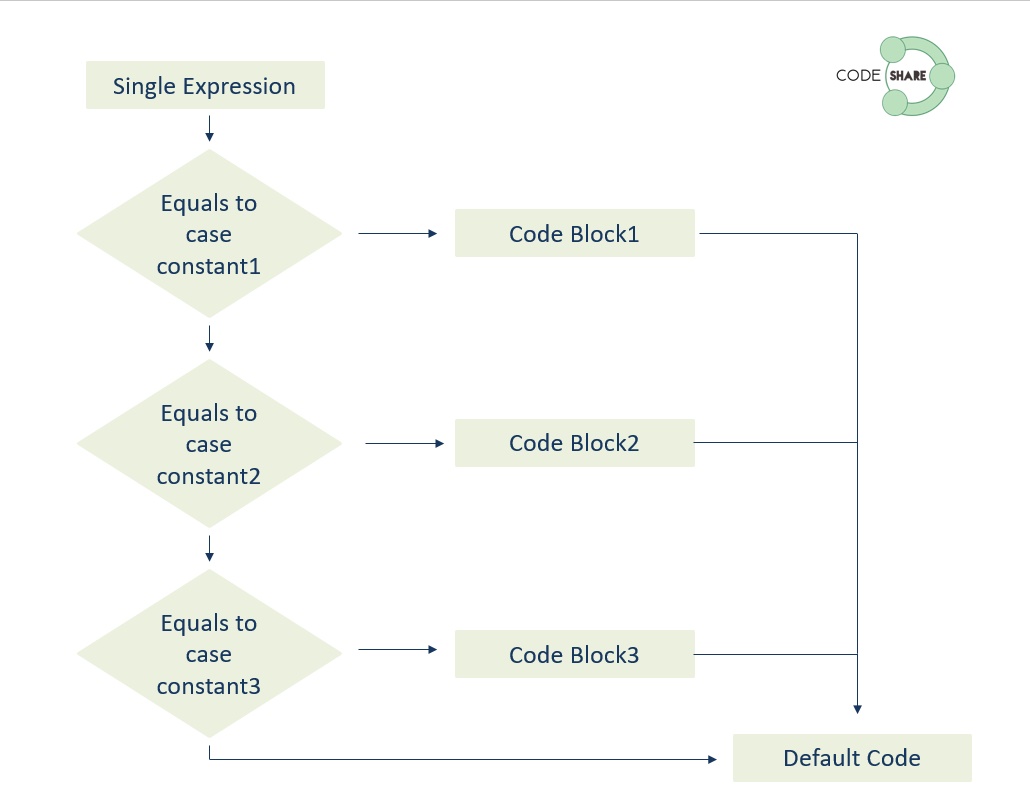 CODE SHARE
Single Expression
Equals to
case
constant1
Code Block1
Equals to
case
constant2
Code Block2
Equals to
case
constant3
Code Block3
Default Code